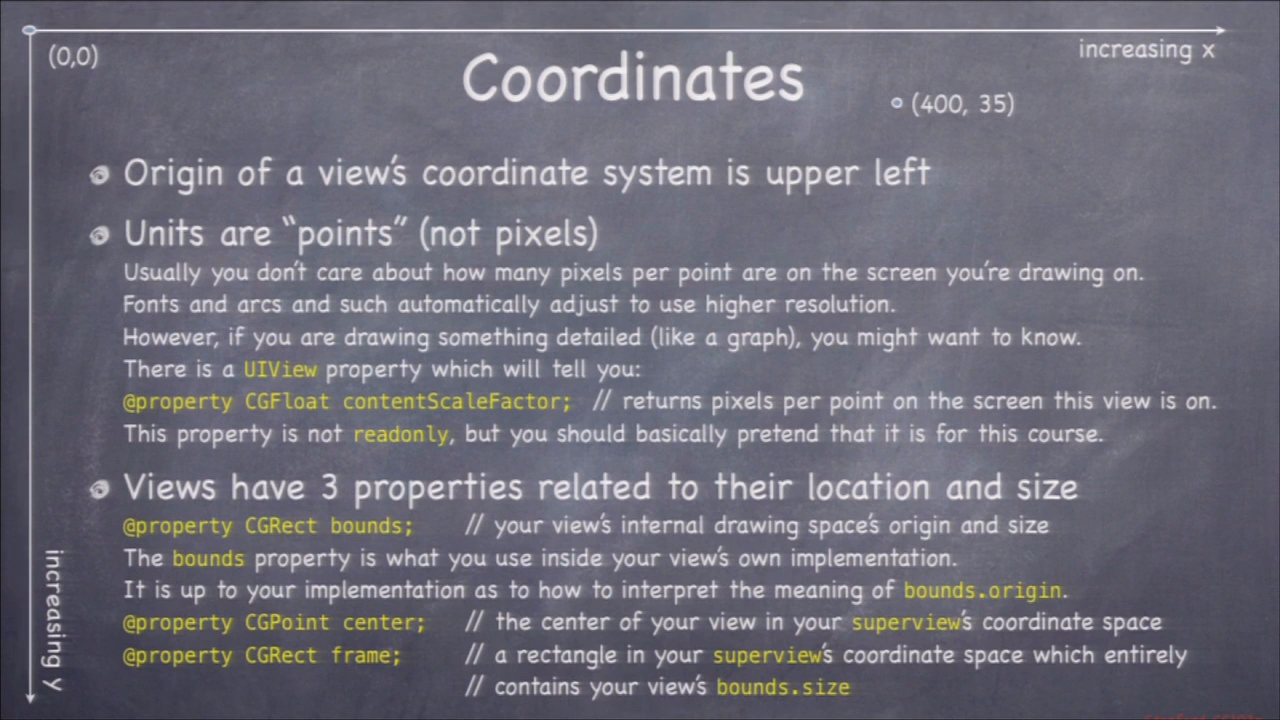 (0,0)
increasing x
Coordinates
(400, 35)
Origin of a view's coordinate system is upper left
Units are “points” (not pixels)
Usually you don't care about how many pixels per point are on the screen you're drawing on.
Fonts and arcs and such automatically adjust to use higher resolution.
However, if you are drawing something detailed (like a graph), you might want to know.
There is a UIView property which will tell you:
@property CGFloat contentScaleFactor; // returns pixels per point on the screen this view is on.
This property is not readonly, but you should basically pretend that it is for this course.
Views have 3 properties related to their location and size
@property CGRect bounds; // your view's internal drawing space's origin and size
The bounds property is what you use inside your view's own implementation.
It is up to your implementation as to how to interpret the meaning of bounds.origin.
@property CGPoint center; // the center of your view in your superview's coordinate space
@property CGRect frame; // a rectangle in your superview's coordinate space which entirely
// contains your view's bounds.size
increasing y